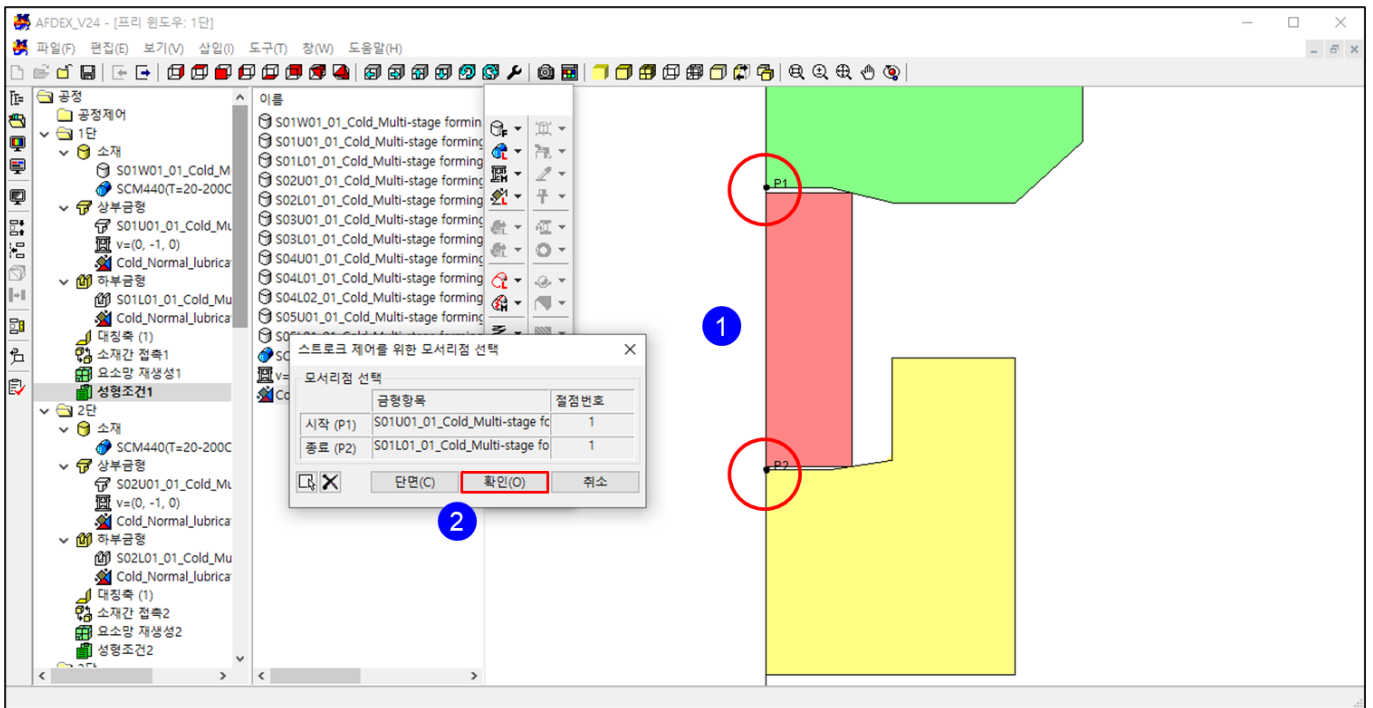 AFDEX_V24 - [프리 윈도우: 1단]
파일(F) 편집(E) 보기(V) 삽입(I) 도구(T) 창(W) 도움말(H)
공정
공정제어
1단
소재
S01W01_01_Cold_M
SCM440(T=20-200C
상부금형
S01U01_01_Cold_Mu
v=(0, -1, 0)
Cold_Normal_lubrica
하부금형
S01L01_01_Cold_Mu
Cold_Normal_lubrica
대칭축 (1)
소재간 접촉1
요소망 재생성1
성형조건1
2단
소재
SCM440(T=20-200C
상부금형
S02U01_01_Cold_Mu
v=(0, -1, 0)
Cold_Normal_lubrica
하부금형
S02L01_01_Cold_Mu
Cold_Normal_lubrica
대칭축 (1)
소재간 접촉2
요소망 재생성2
성형조건2
이름
S01W01_01_Cold_Multi-stage formin
S01U01_01_Cold_Multi-stage forming
S01L01_01_Cold_Multi-stage forming
S02U01_01_Cold_Multi-stage forming
S02L01_01_Cold_Multi-stage forming
S03U01_01_Cold_Multi-stage forming
S03L01_01_Cold_Multi-stage forming
S04U01_01_Cold_Multi-stage forming
S04L01_01_Cold_Multi-stage forming
S04L02_01_Cold_Multi-stage forming
S05U01_01_Cold_Multi-stage forming
SC
v=
Co
스트로크 제어를 위한 모서리점 선택
모서리점 선택
금형항목 절점번호
시작 (P1) S01U01_01_Cold_Multi-stage fc 1
종료 (P2) S01L01_01_Cold_Multi-stage fo 1
단면(C) 확인(O) 취소
2
P1
1
P2